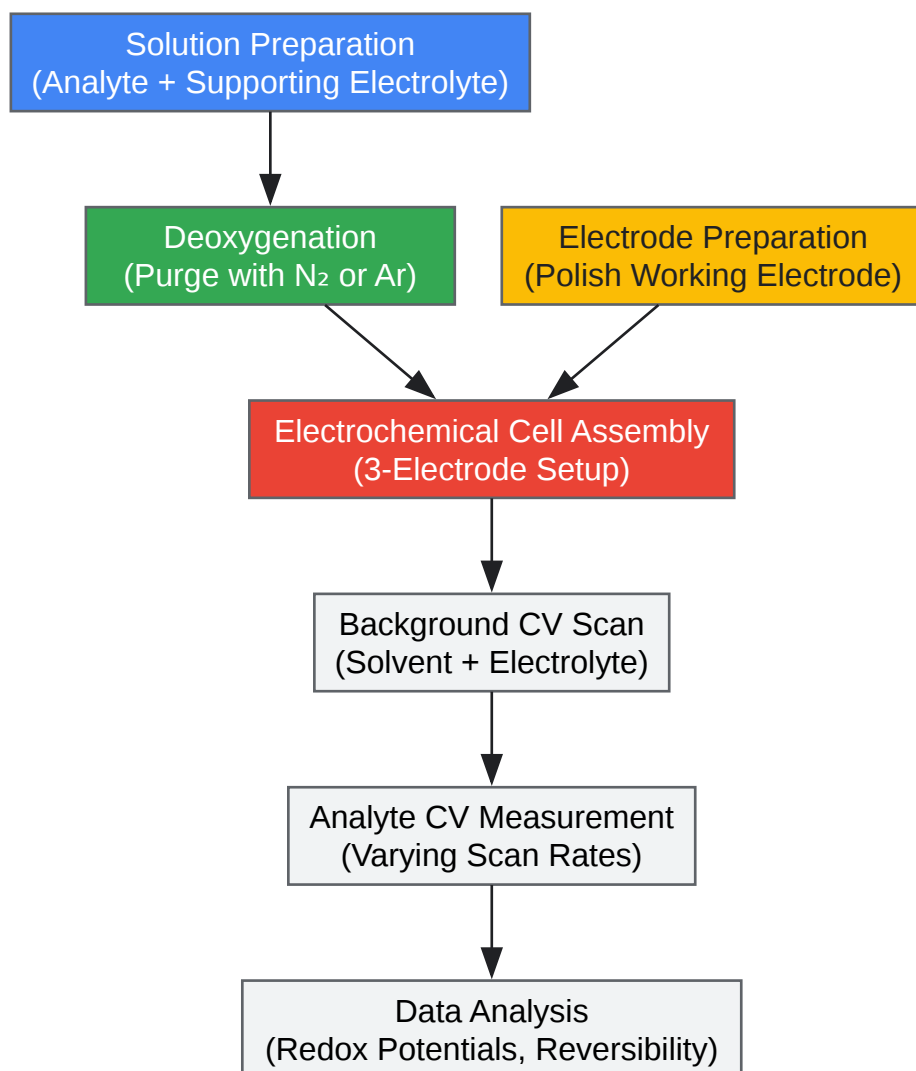 Solution Preparation
(Analyte + Supporting Electrolyte)
Deoxygenation
(Purge with N₂ or Ar)
Electrode Preparation
(Polish Working Electrode)
Electrochemical Cell Assembly
(3-Electrode Setup)
Background CV Scan
(Solvent + Electrolyte)
Analyte CV Measurement
(Varying Scan Rates)
Data Analysis
(Redox Potentials, Reversibility)